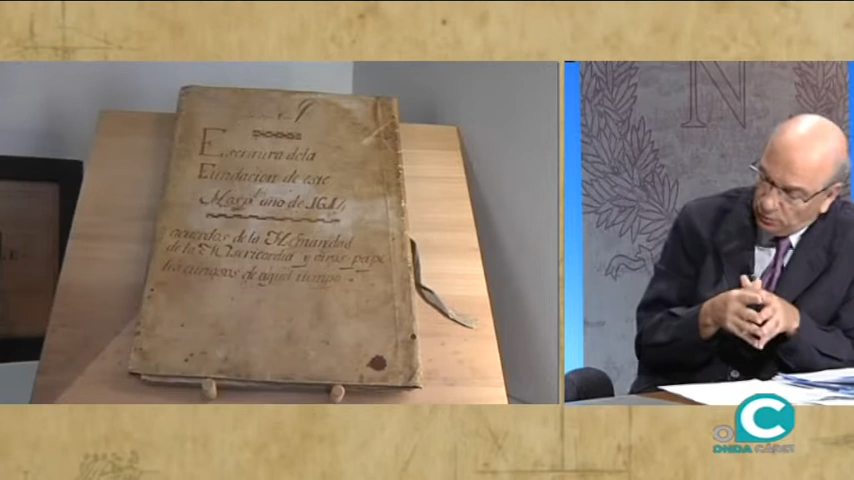 Escritura dela
Fundacion de este
Hospl año de 1614
acuerdos de la Hermandad
de la Misericordia y otros pape
les curiosos de aquel tiempo
N
ONDA CÁDIZ